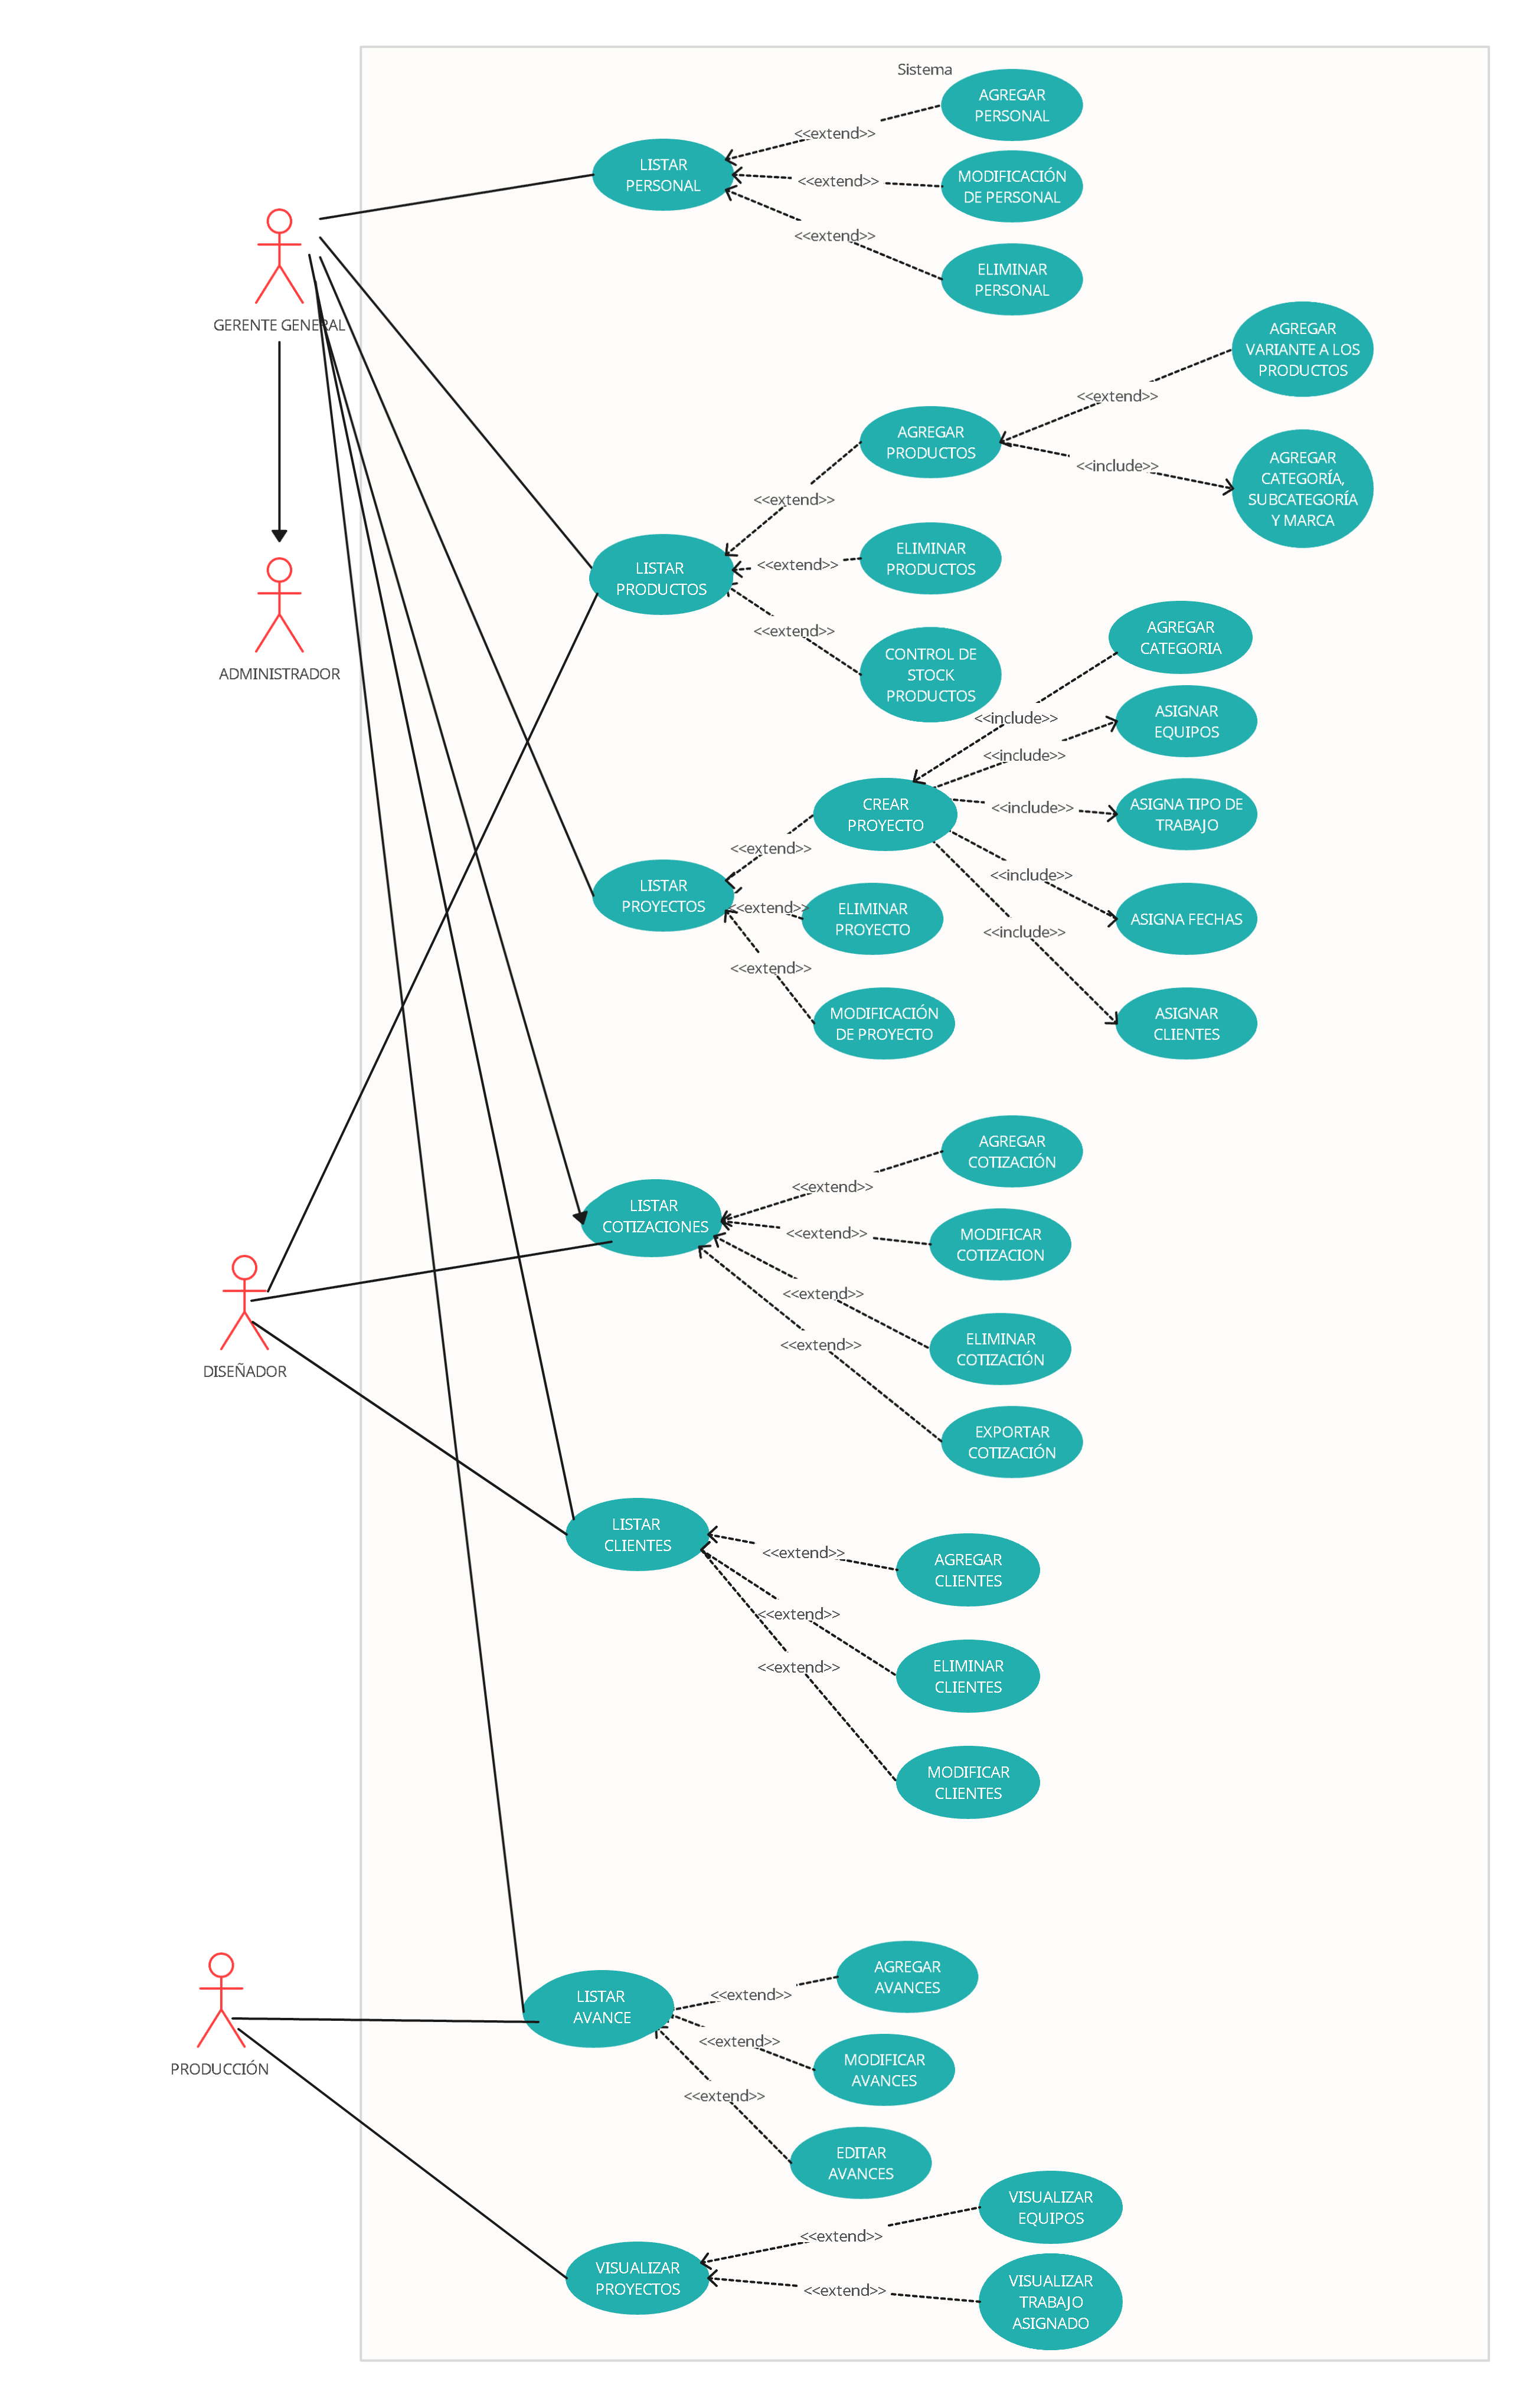 Sistema
AGREGAR
PERSONAL
<<extend>>
LISTAR
PERSONAL
<<extend>>
MODIFICACIÓN
DE PERSONAL
<<extend>>
ELIMINAR
PERSONAL
GERENTE GENERAL
AGREGAR
VARIANTE A LOS
PRODUCTOS
<<extend>>
AGREGAR
PRODUCTOS
<<include>>
AGREGAR
CATEGORÍA,
SUBCATEGORÍA
Y MARCA
<<extend>>
LISTAR
PRODUCTOS
<<extend>>
ELIMINAR
PRODUCTOS
<<extend>>
CONTROL DE
STOCK
PRODUCTOS
ADMINISTRADOR
AGREGAR
CATEGORIA
<<include>>
ASIGNAR
EQUIPOS
<<include>>
CREAR
PROYECTO
<<include>>
ASIGNA TIPO DE
TRABAJO
<<extend>>
<<include>>
LISTAR
PROYECTOS
<<extend>>
ELIMINAR
PROYECTO
ASIGNA FECHAS
<<include>>
<<extend>>
MODIFICACIÓN
DE PROYECTO
ASIGNAR
CLIENTES
AGREGAR
COTIZACIÓN
<<extend>>
LISTAR
COTIZACIONES
<<extend>>
MODIFICAR
COTIZACION
<<extend>>
ELIMINAR
COTIZACIÓN
<<extend>>
DISEÑADOR
EXPORTAR
COTIZACIÓN
LISTAR
CLIENTES
<<extend>>
AGREGAR
CLIENTES
<<extend>>
ELIMINAR
CLIENTES
<<extend>>
MODIFICAR
CLIENTES
AGREGAR
AVANCES
<<extend>>
LISTAR
AVANCE
<<extend>>
MODIFICAR
AVANCES
PRODUCCIÓN
<<extend>>
EDITAR
AVANCES
VISUALIZAR
EQUIPOS
<<extend>>
VISUALIZAR
PROYECTOS
<<extend>>
VISUALIZAR
TRABAJO
ASIGNADO